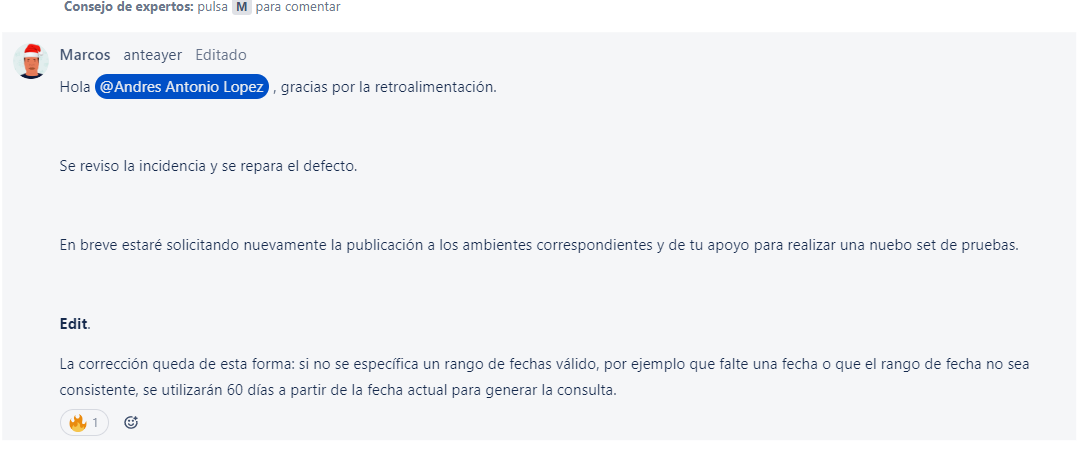 Consejo de expertos: pulsa M para comentar
Marcos anteayer Editado
Hola @Andres Antonio Lopez , gracias por la retroalimentación.
Se reviso la incidencia y se repara el defecto.
En breve estaré solicitando nuevamente la publicación a los ambientes correspondientes y de tu apoyo para realizar una nuebo set de pruebas.
Edit.
La corrección queda de esta forma: si no se específica un rango de fechas válido, por ejemplo que falte una fecha o que el rango de fecha no sea
consistente, se utilizarán 60 días a partir de la fecha actual para generar la consulta.
1